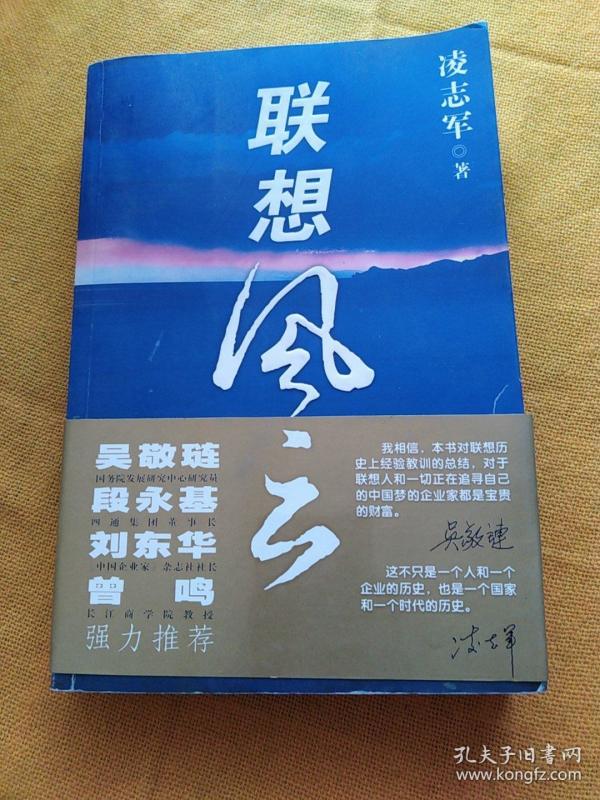 凌志军◎著
联想风云
吴敬琏
国务院发展研究中心研究员
段永基
四通集团董事长
刘东华
《中国企业家》杂志社社长
曾鸣
长江商学院教授
强力推荐
我相信，本书对联想历
史上经验教训的总结，对于
联想人和一切正在追寻自己
的中国梦的企业家都是宝贵
的财富。
吴敬琏
这不只是一个人和一个
企业的历史，也是一个国家
和一个时代的历史。
凌志军
孔夫子旧书网
www.kongfz.com